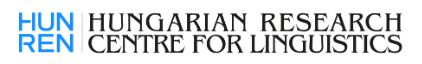 HUN HUNGARIAN RESEARCH
REN CENTRE FOR LINGUISTICS